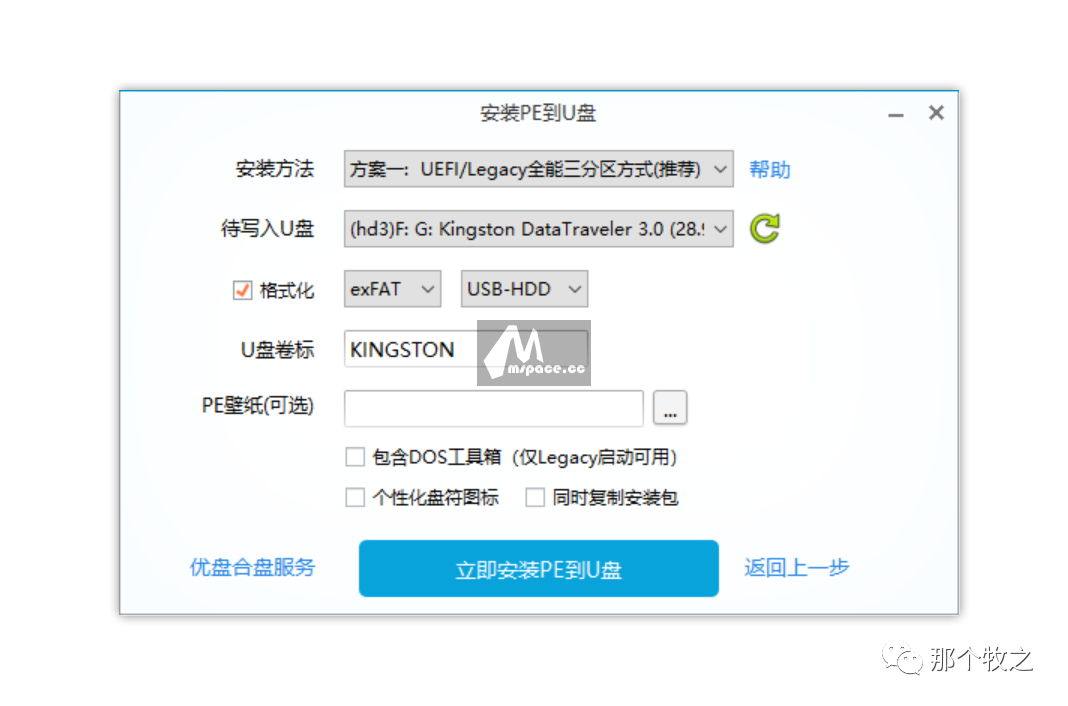 安装PE到U盘
安装方法 方案一：UEFI/Legacy全能三分区方式(推荐) 帮助
待写入U盘 (hd3)F: G: Kingston DataTraveler 3.0 (28.
格式化 exFAT USB-HDD
U盘卷标 KINGSTON
mspace.cc
PE壁纸(可选) ...
包含DOS工具箱（仅Legacy启动可用）
个性化盘符图标 同时复制安装包
优盘合盘服务 立即安装PE到U盘 返回上一步
那个牧之